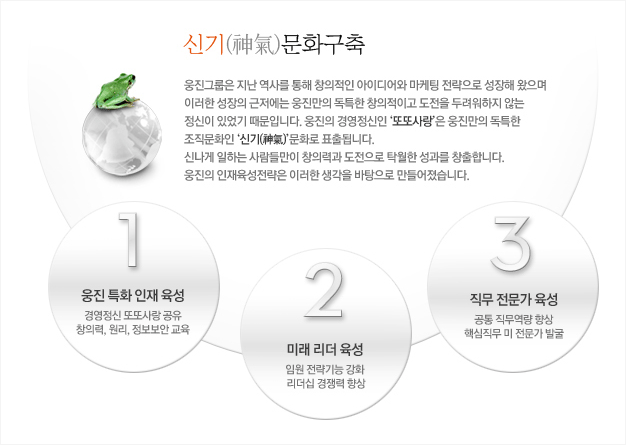 신기(神氣)문화구축
웅진그룹은 지난 역사를 통해 창의적인 아이디어와 마케팅 전략으로 성장해 왔으며
이러한 성장의 근저에는 웅진만의 독특한 창의적이고 도전을 두려워하지 않는
정신이 있었기 때문입니다. 웅진의 경영정신인 ‘또또사랑’은 웅진만의 독특한
조직문화인 ‘신기(神氣)’문화로 표출됩니다.
신나게 일하는 사람들만이 창의력과 도전으로 탁월한 성과를 창출합니다.
웅진의 인재육성전략은 이러한 생각을 바탕으로 만들어졌습니다.
1
웅진 특화 인재 육성
경영정신 또또사랑 공유
창의력, 원리, 정보보안 교육
2
미래 리더 육성
임원 전략기능 강화
리더십 경쟁력 향상
3
직무 전문가 육성
공통 직무역량 향상
핵심직무 미 전문가 발굴